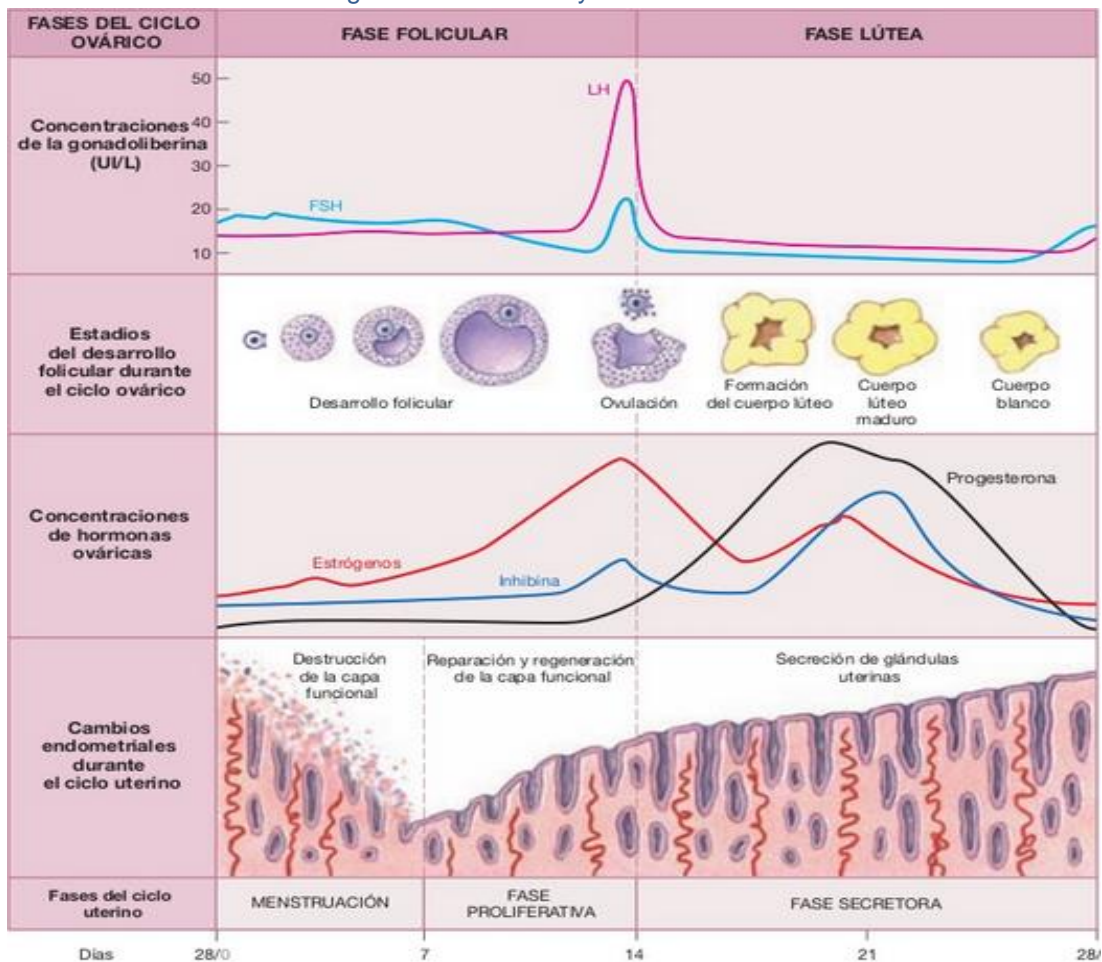 FASES DEL CICLO
OVÁRICO
FASE FOLICULAR
FASE LÚTEA
Concentraciones
de la gonadoliberina
(UI/L)
50
40
30
20
10
LH
FSH
Estadios
del desarrollo
folicular durante
el ciclo ovárico
Desarrollo folicular
Ovulación
Formación
del cuerpo lúteo
Cuerpo
lúteo
maduro
Cuerpo
blanco
Concentraciones
de hormonas
ováricas
Estrógenos
Inhibina
Progesterona
Cambios
endometriales
durante
el ciclo uterino
Destrucción
de la capa
funcional
Reparación y regeneración
de la capa funcional
Secreción de glándulas
uterinas
Fases del ciclo
uterino
MENSTRUACIÓN
FASE
PROLIFERATIVA
FASE SECRETORA
Días
28/0
7
14
21
28/